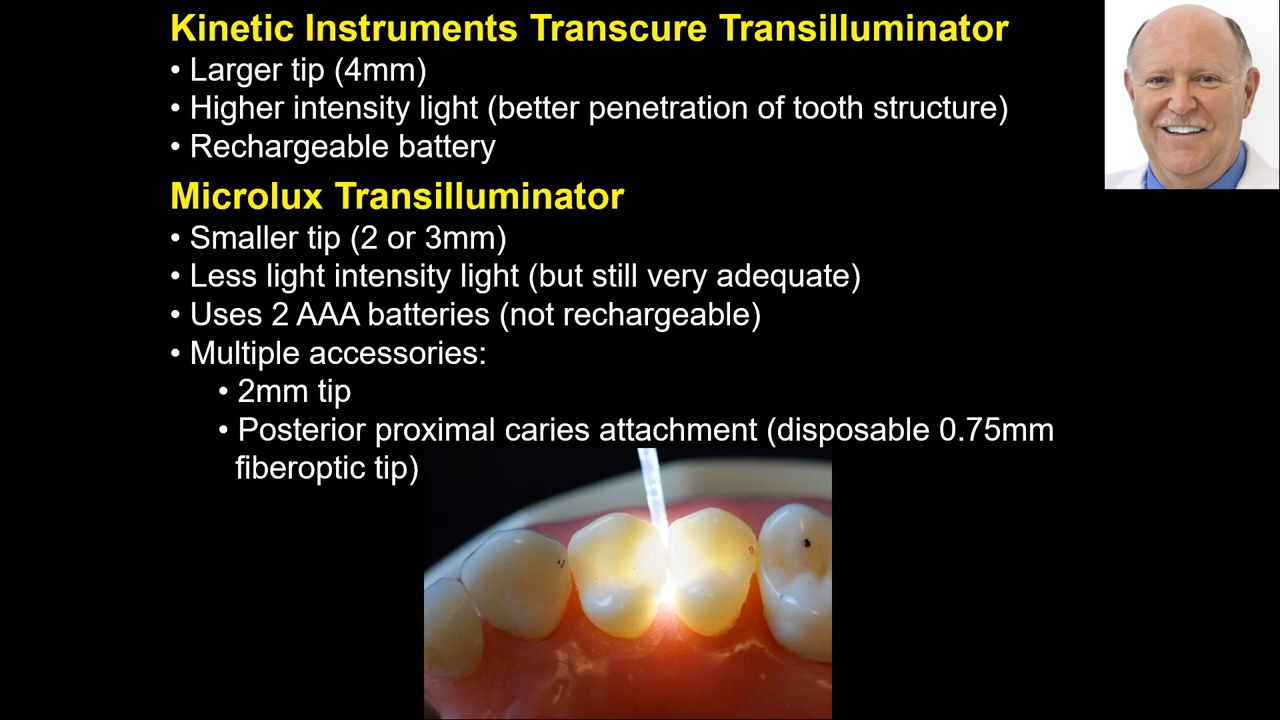 Kinetic Instruments Transcure Transilluminator
• Larger tip (4mm)
• Higher intensity light (better penetration of tooth structure)
• Rechargeable battery
Microlux Transilluminator
• Smaller tip (2 or 3mm)
• Less light intensity light (but still very adequate)
• Uses 2 AAA batteries (not rechargeable)
• Multiple accessories:
• 2mm tip
• Posterior proximal caries attachment (disposable 0.75mm
fiberoptic tip)